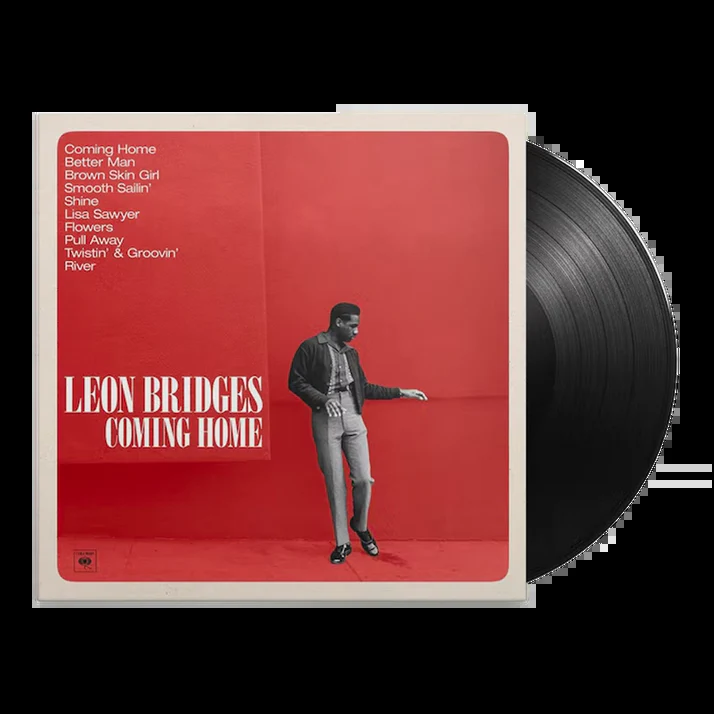 Coming Home
Better Man
Brown Skin Girl
Smooth Sailin'
Shine
Lisa Sawyer
Flowers
Pull Away
Twistin' & Groovin'
River
LEON BRIDGES
COMING HOME